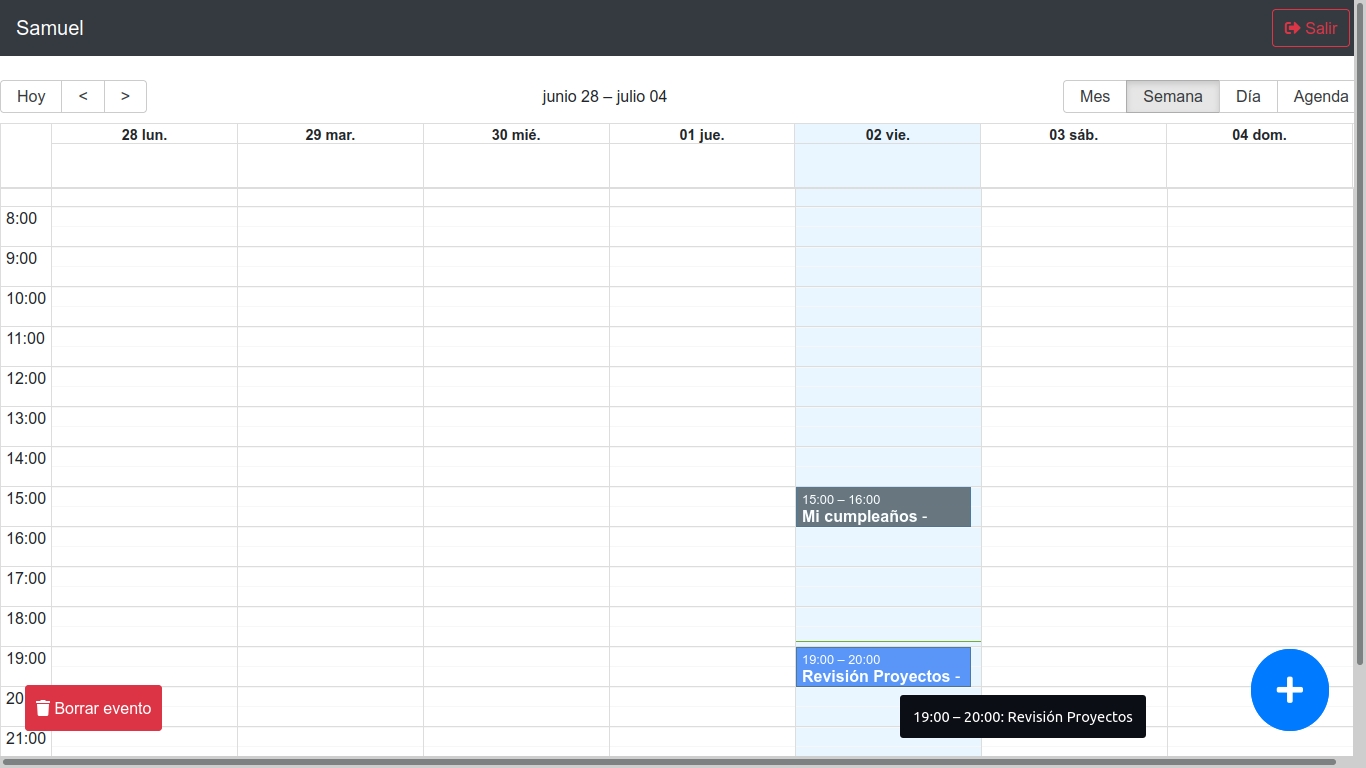 Samuel
Salir
Hoy < > junio 28 – julio 04 Mes Semana Día Agenda
28 lun. 29 mar. 30 mié. 01 jue. 02 vie. 03 sáb. 04 dom.
8:00
9:00
10:00
11:00
12:00
13:00
14:00
15:00
15:00 – 16:00
Mi cumpleaños -
16:00
17:00
18:00
19:00
19:00 – 20:00
Revisión Proyectos -
20
Borrar evento
19:00 – 20:00: Revisión Proyectos
+
21:00